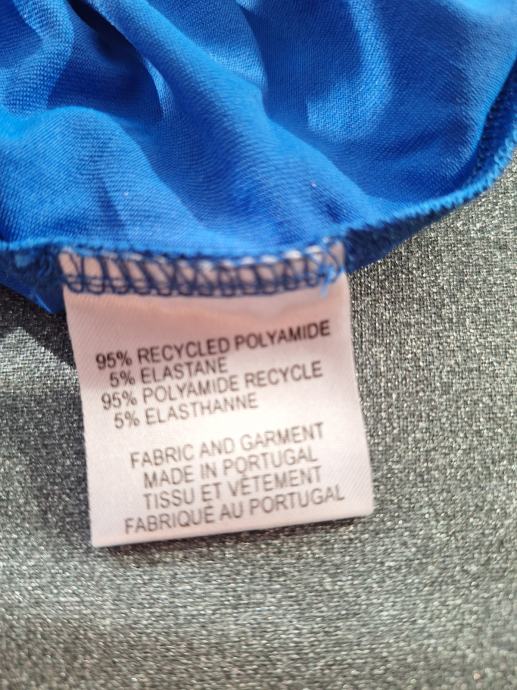 95% RECYCLED POLYAMIDE
5% ELASTANE
95% POLYAMIDE RECYCLE
5% ELASTHANNE
FABRIC AND GARMENT
MADE IN PORTUGAL
TISSU ET VÊTEMENT
FABRIQUÉ AU PORTUGAL